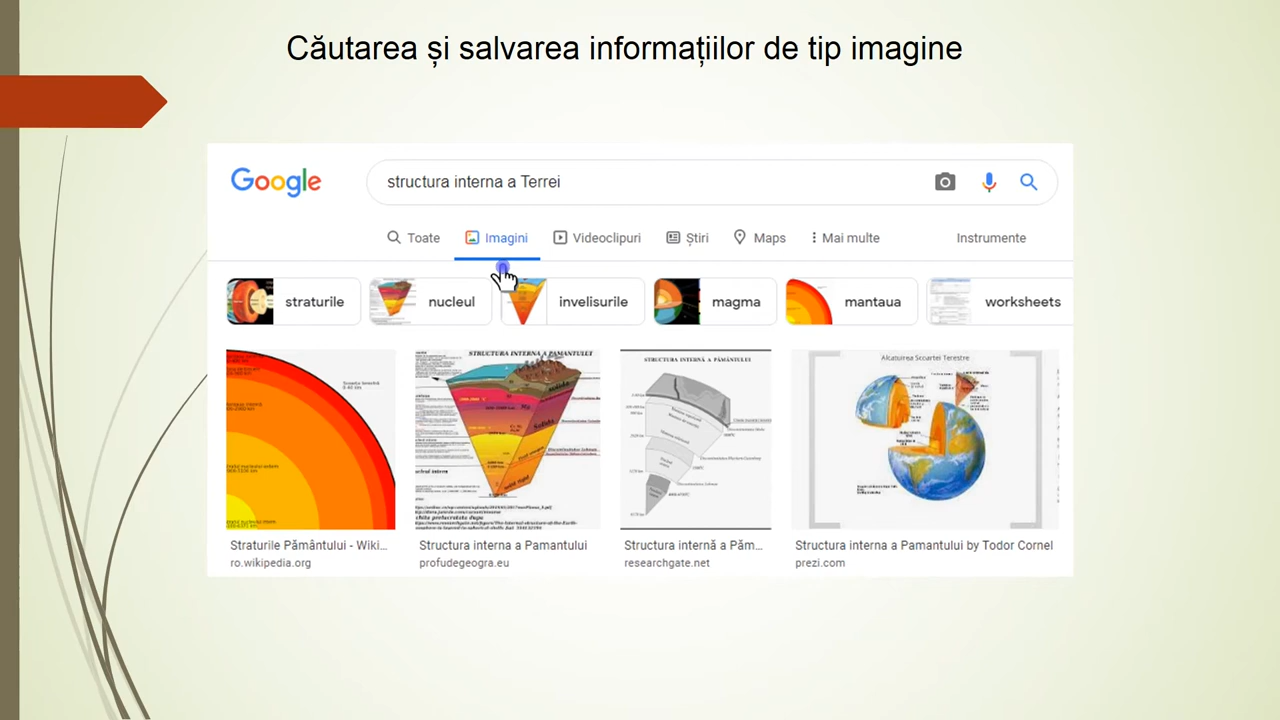 Căutarea și salvarea informațiilor de tip imagine
Google
structura interna a Terrei
Toate Imagini Videoclipuri Știri Maps Mai multe Instrumente
straturile nucleul invelisurile magma mantaua worksheets
STRUCTURA INTERNA A PAMANTULUI
STRUCTURA INTERNĂ A PĂMÂNTULUI
Alcatuirea Scoartei Terestre
Straturile Pământului - Wiki...
ro.wikipedia.org
Structura interna a Pamantului
profudegeogra.eu
Structura internă a Păm...
researchgate.net
Structura interna a Pamantului by Todor Cornel
prezi.com